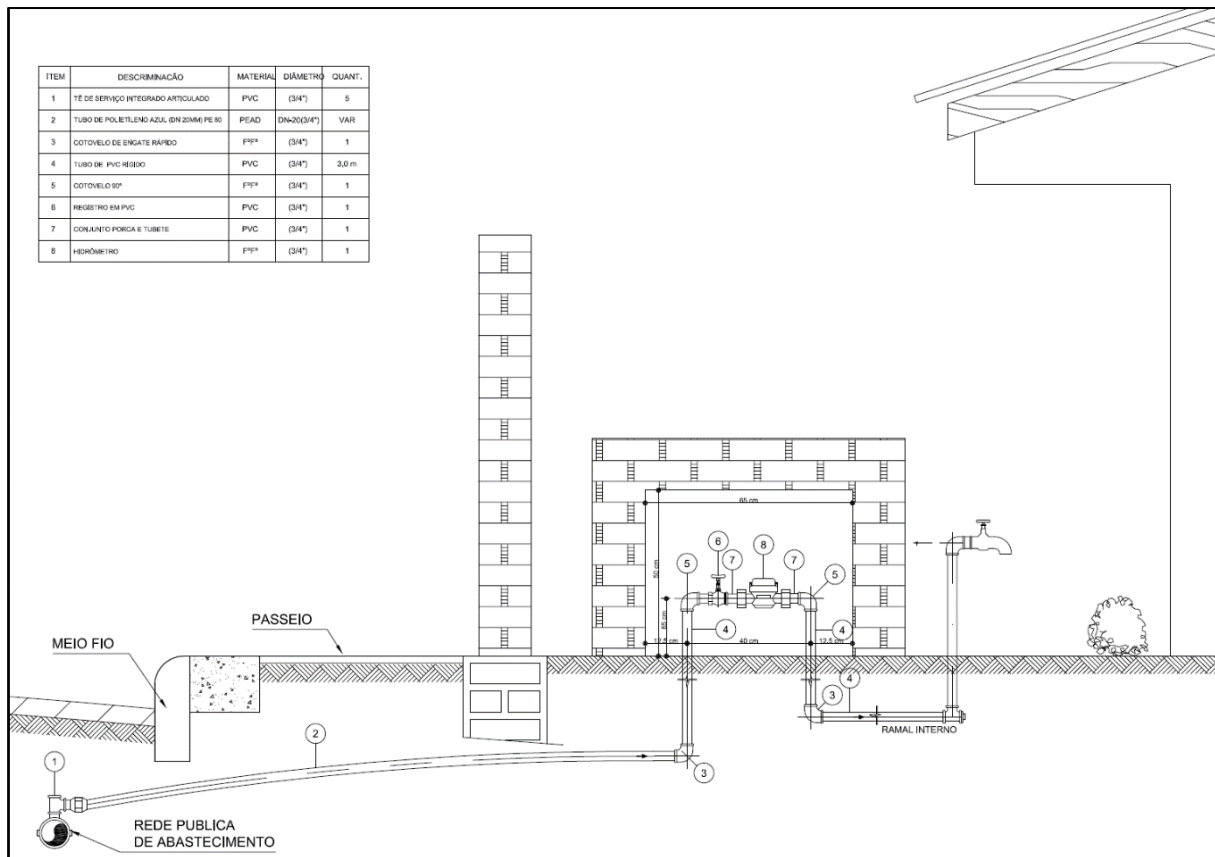 ITEM DESCRIMINAÇÃO MATERIAL DIÂMETRO QUANT.
1 TÊ DE SERVIÇO INTEGRADO ARTICULADO PVC (3/4") 5
2 TUBO DE POLIETILENO AZUL (DN 20MM) PE 80 PEAD DN-20(3/4") VAR
3 COTOVELO DE ENGATE RÁPIDO FºFº (3/4") 1
4 TUBO DE PVC RÍGIDO PVC (3/4") 3,0 m
5 COTOVELO 90º FºFº (3/4") 1
6 REGISTRO EM PVC PVC (3/4") 1
7 CONJUNTO PORCA E TUBETE PVC (3/4") 1
8 HIDRÔMETRO FºFº (3/4") 1
65 cm
50 cm
6
7
8
7
5
5
65 cm
4
4
12,5 cm
40 cm
12,5 cm
PASSEIO
MEIO FIO
4
3
RAMAL INTERNO
2
3
1
REDE PUBLICA
DE ABASTECIMENTO